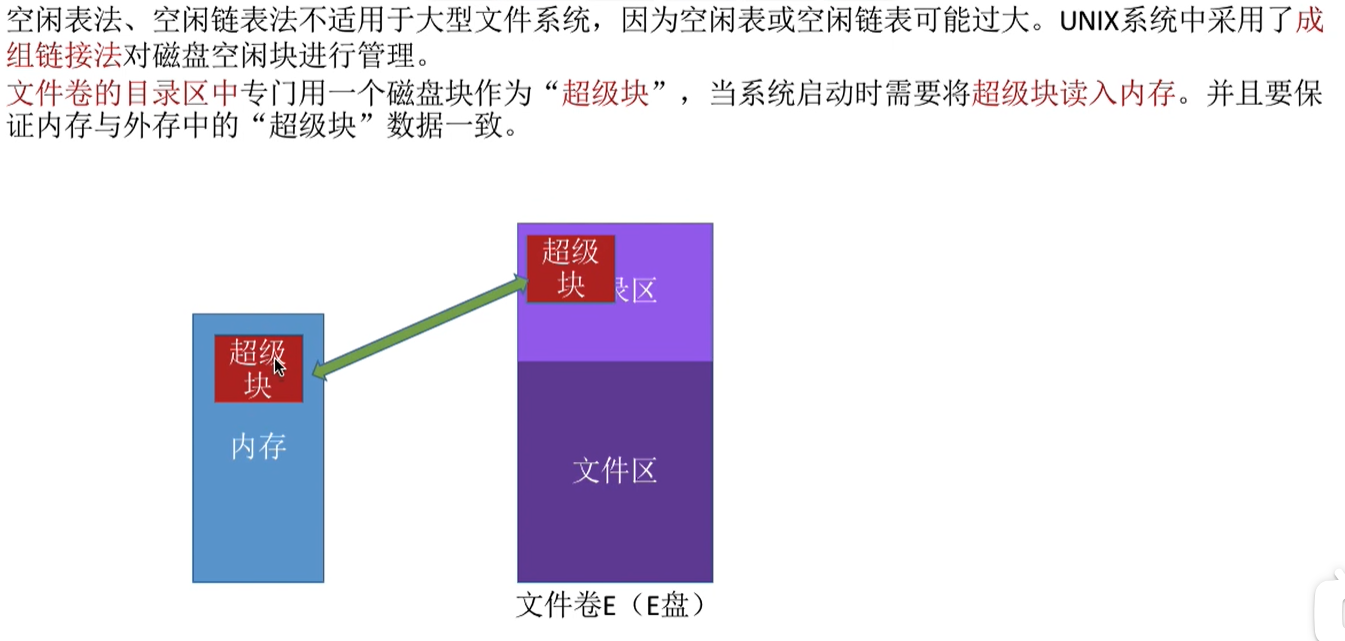 空闲表法、空闲链表法不适用于大型文件系统，因为空闲表或空闲链表可能过大。UNIX系统中采用了成
组链接法对磁盘空闲块进行管理。
文件卷的目录区中专门用一个磁盘块作为“超级块”，当系统启动时需要将超级块读入内存。并且要保
证内存与外存中的“超级块”数据一致。
超级
块
录区
超级
块
内存
文件区
文件卷E（E盘）